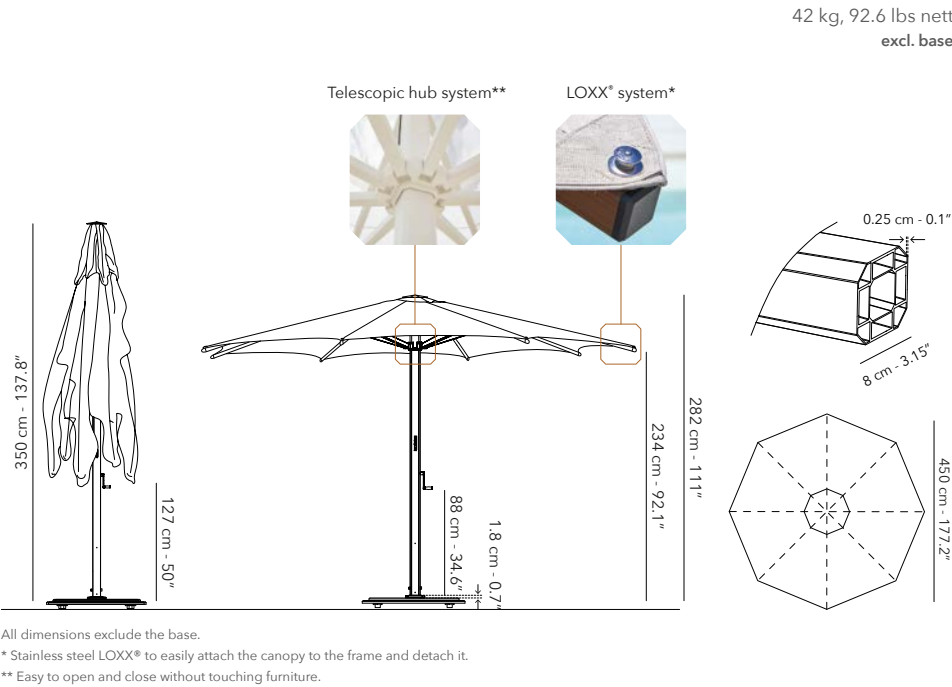 42 kg, 92.6 lbs nett
excl. base
Telescopic hub system**
LOXX® system*
0.25 cm - 0.1”
8 cm - 3.15”
350 cm - 137.8”
127 cm - 50”
88 cm - 34.6”
1.8 cm - 0.7”
234 cm - 92.1”
282 cm - 111”
450 cm - 177.2”
All dimensions exclude the base.
* Stainless steel LOXX® to easily attach the canopy to the frame and detach it.
** Easy to open and close without touching furniture.